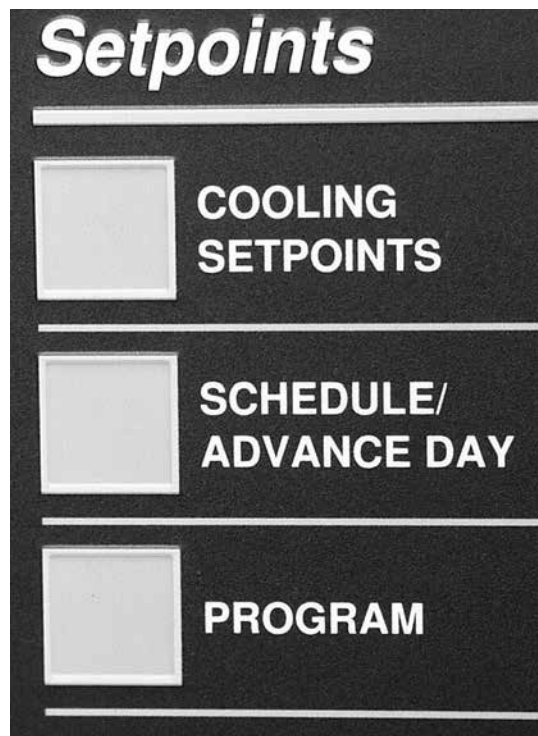 Setpoints
COOLING
SETPOINTS
SCHEDULE/
ADVANCE DAY
PROGRAM